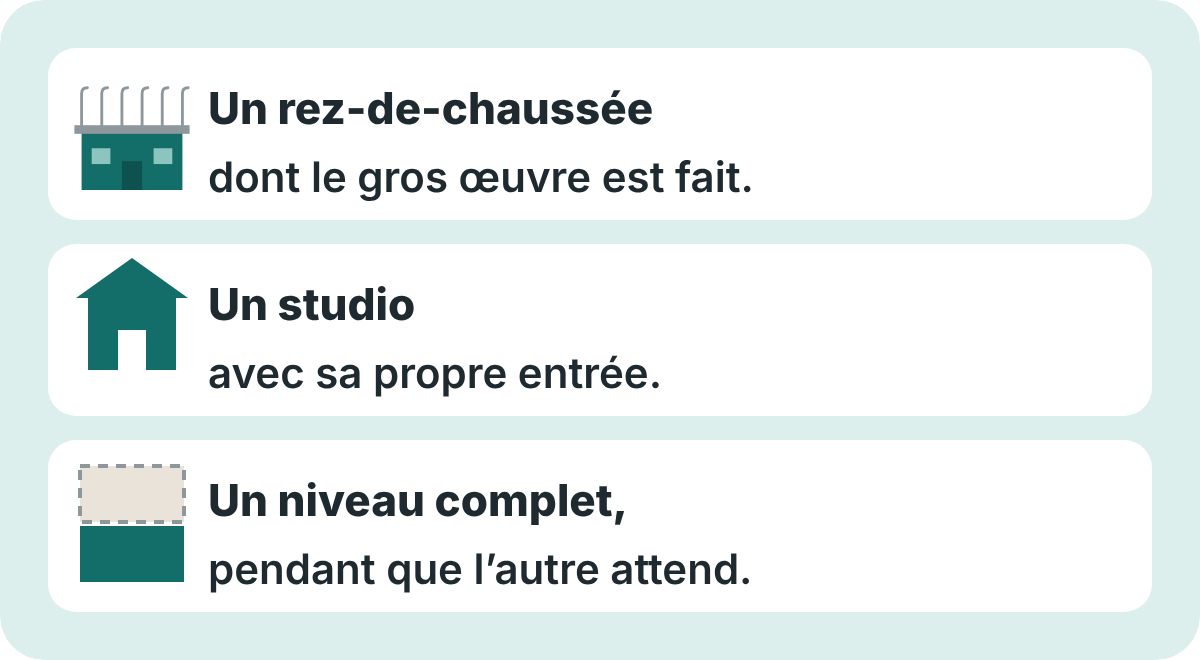 Un rez-de-chaussée
dont le gros œuvre est fait.
Un studio
avec sa propre entrée.
Un niveau complet,
pendant que l’autre attend.